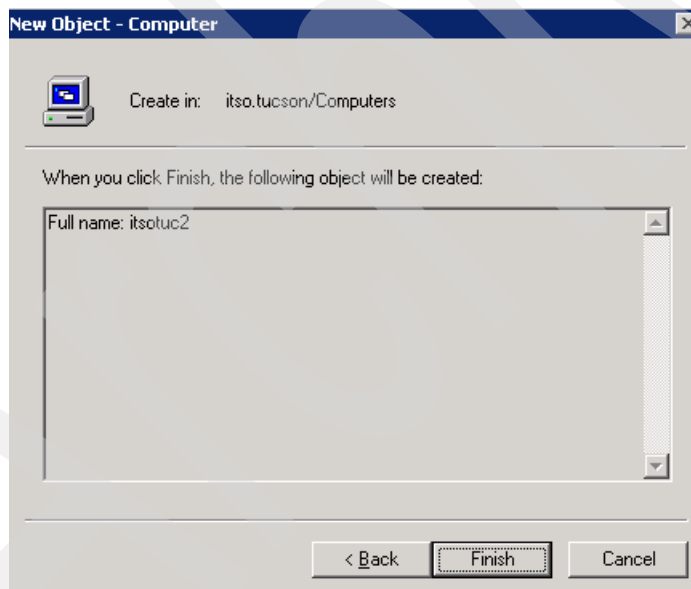 New Object - Computer
Create in: itso.tucson/Computers
When you click Finish, the following object will be created:
Full name: itsotuc2
< Back Finish Cancel